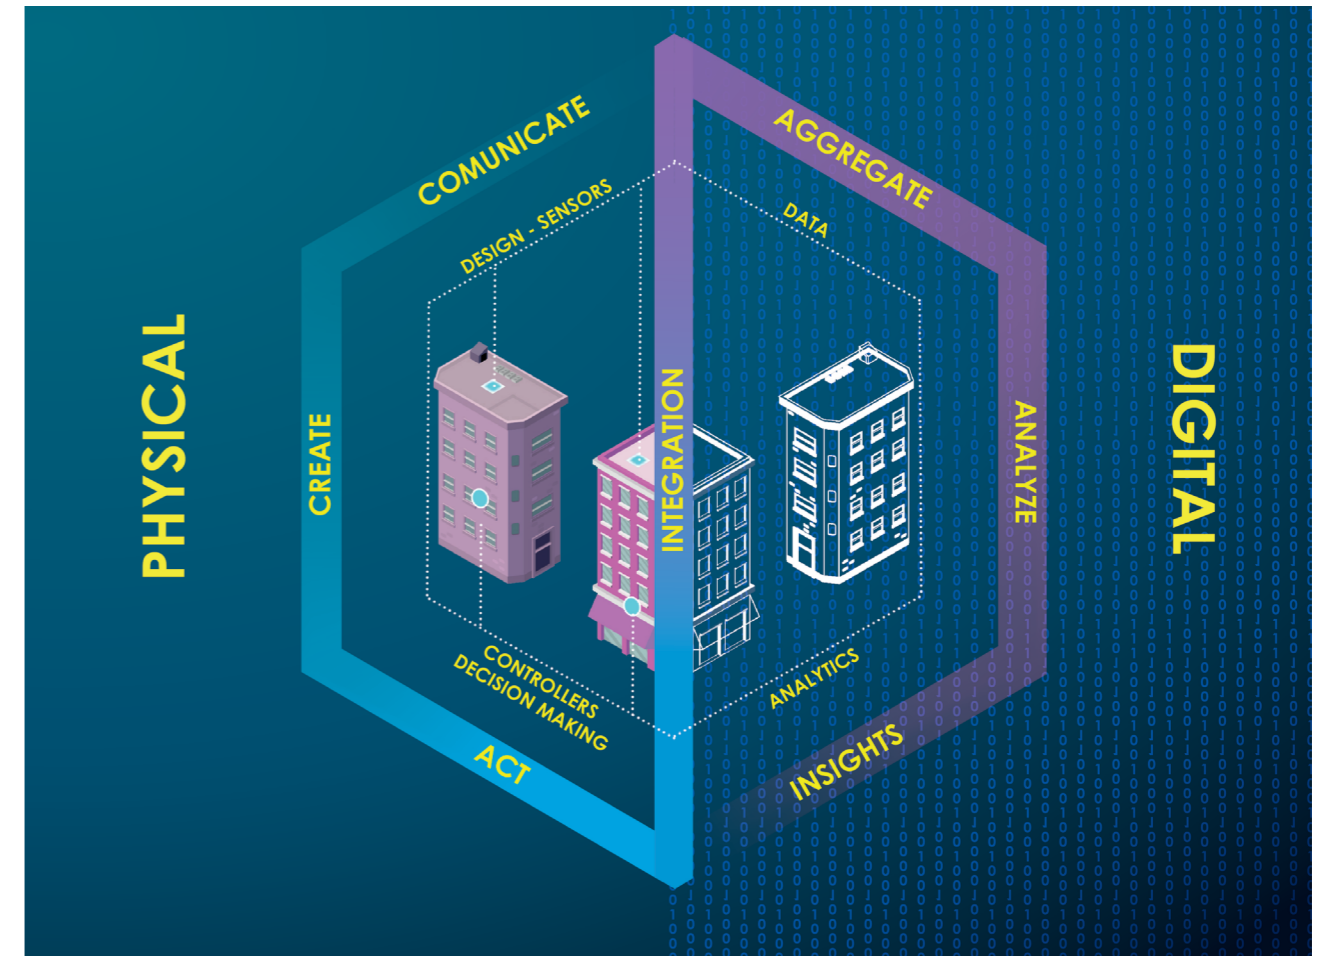 COMUNICATE
AGGREGATE
DESIGN - SENSORS
DATA
PHYSICAL
CREATE
INTEGRATION
ANALYZE
DIGITAL
CONTROLLERS
DECISION MAKING
ANALYTICS
ACT
INSIGHTS